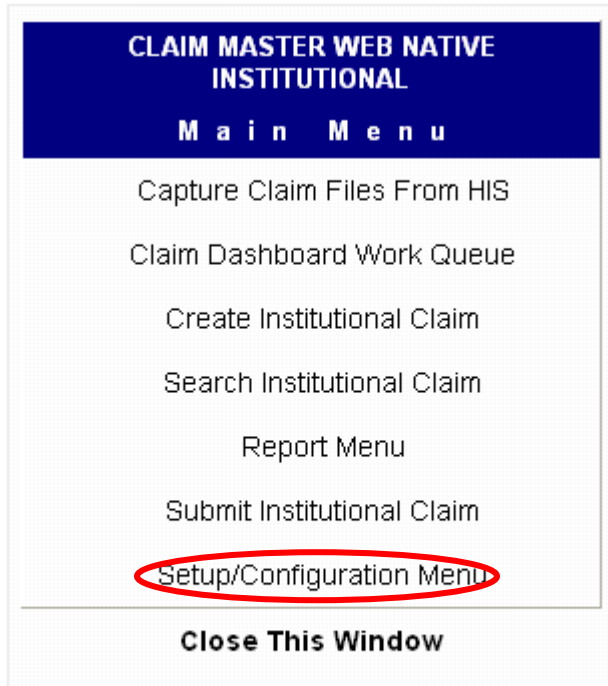 CLAIM MASTER WEB NATIVE
INSTITUTIONAL
Main Menu
Capture Claim Files From HIS
Claim Dashboard Work Queue
Create Institutional Claim
Search Institutional Claim
Report Menu
Submit Institutional Claim
Setup/Configuration Menu
Close This Window